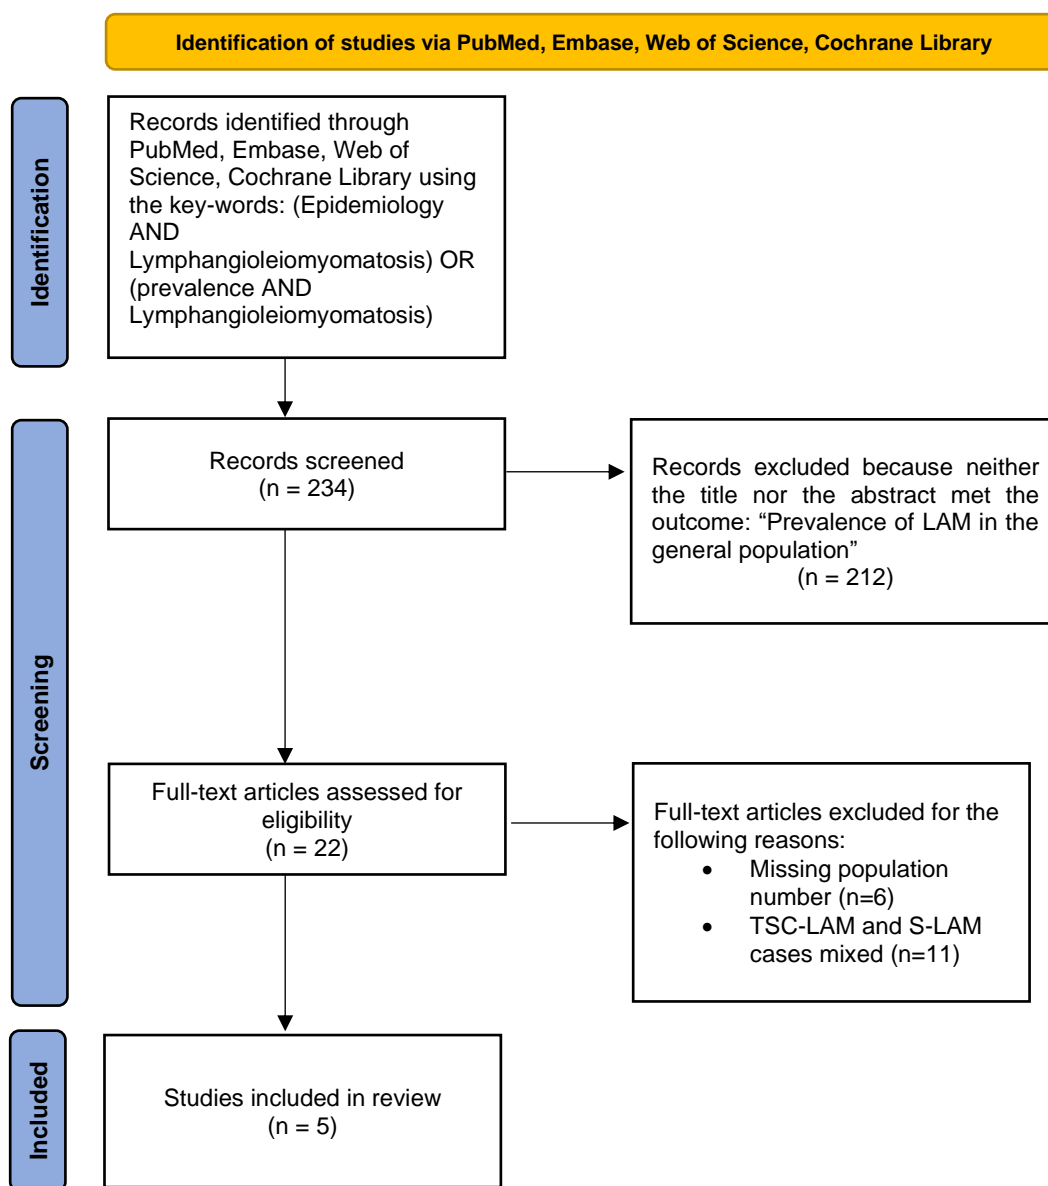 Identification of studies via PubMed, Embase, Web of Science, Cochrane Library
Identification
Records identified through
PubMed, Embase, Web of
Science, Cochrane Library using
the key-words: (Epidemiology
AND
Lymphangioleiomyomatosis) OR
(prevalence AND
Lymphangioleiomyomatosis)
Screening
Records screened
(n = 234)
Records excluded because neither
the title nor the abstract met the
outcome: “Prevalence of LAM in the
general population”
(n = 212)
Full-text articles assessed for
eligibility
(n = 22)
Full-text articles excluded for the
following reasons:
• Missing population
number (n=6)
• TSC-LAM and S-LAM
cases mixed (n=11)
Included
Studies included in review
(n = 5)